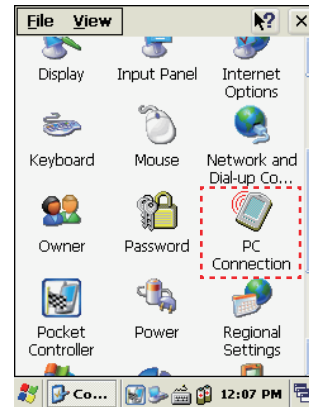 File View ?
Display Input Panel Internet
Options
Keyboard Mouse Network and
Dial-up Co...
Owner Password PC
Connection
Pocket
Controller Power Regional
Settings
Co... 12:07 PM